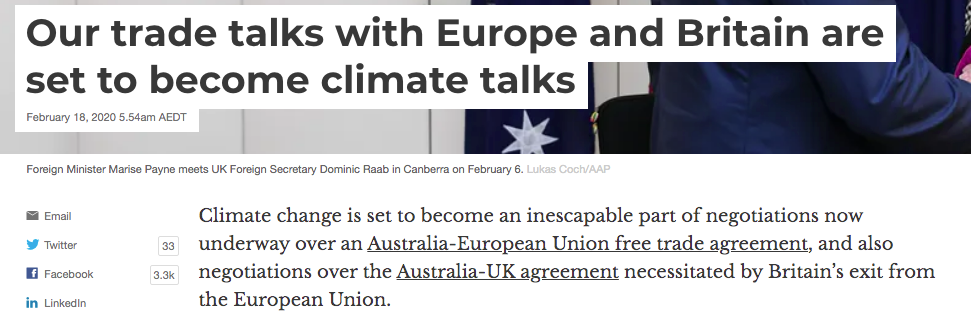 Our trade talks with Europe and Britain are
set to become climate talks
February 18, 2020 5.54am AEDT
Foreign Minister Marise Payne meets UK Foreign Secretary Dominic Raab in Canberra on February 6. Lukas Coch/AAP
Email
Twitter 33
Facebook 3.3k
LinkedIn
Climate change is set to become an inescapable part of negotiations now
underway over an Australia-European Union free trade agreement, and also
negotiations over the Australia-UK agreement necessitated by Britain’s exit from
the European Union.